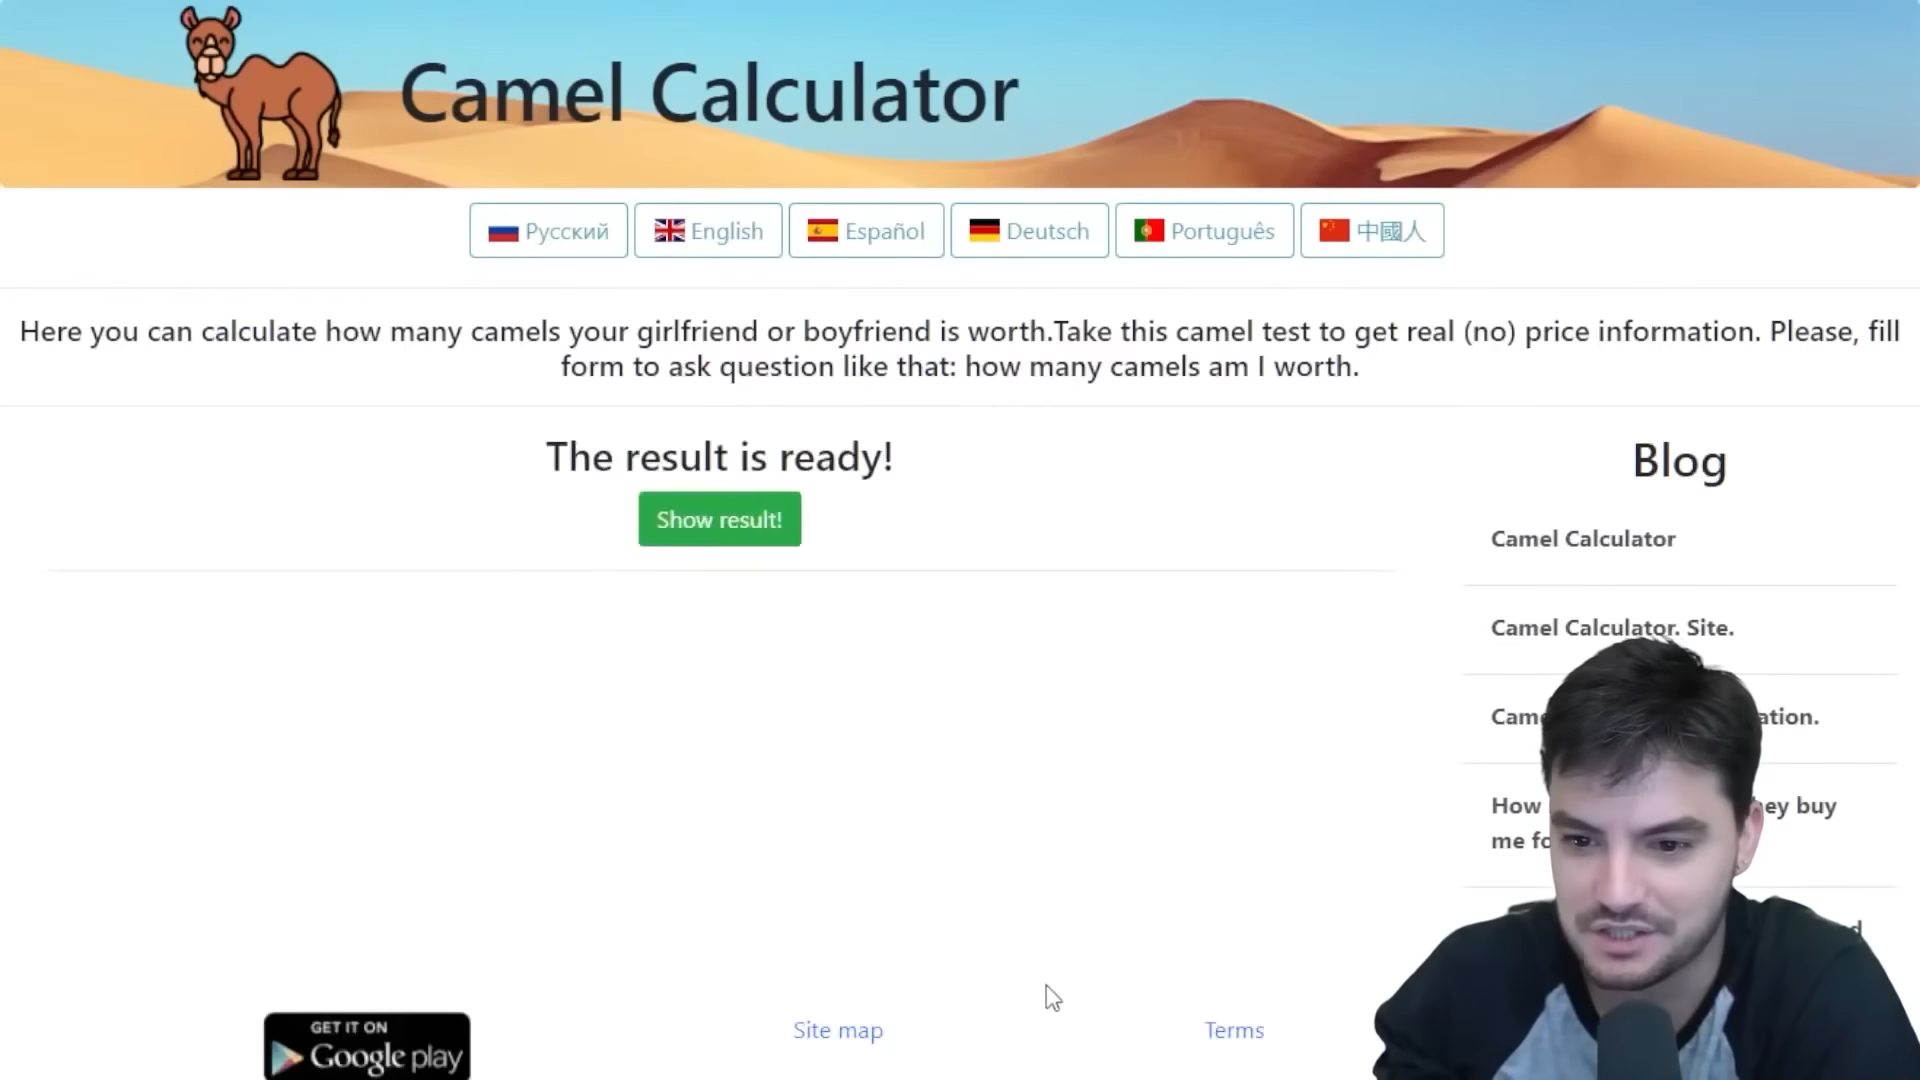 Camel Calculator
Русский
English
Español
Deutsch
Português
中國人
Here you can calculate how many camels your girlfriend or boyfriend is worth.Take this camel test to get real (no) price information. Please, fill
form to ask question like that: how many camels am I worth.
The result is ready!
Show result!
Blog
Camel Calculator
Camel Calculator. Site.
How
buy
me
GET IT ON
Google play
Site map
Terms